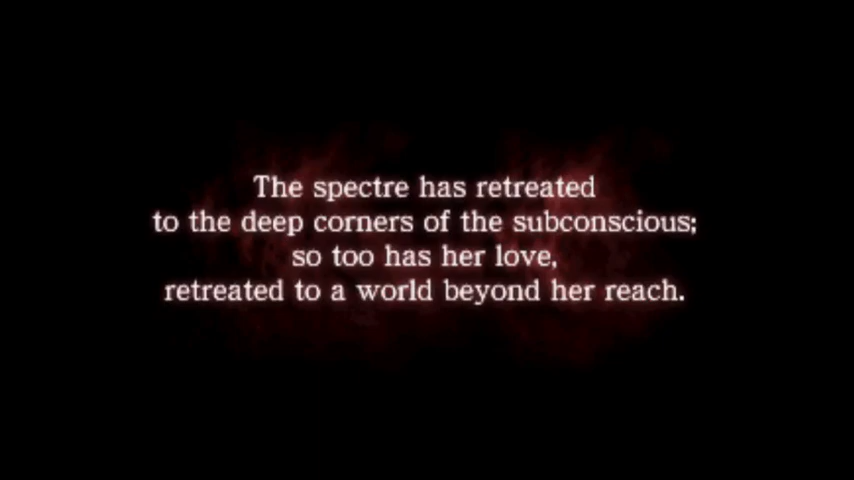 The spectre has retreated
to the deep corners of the subconscious;
so too has her love,
retreated to a world beyond her reach.